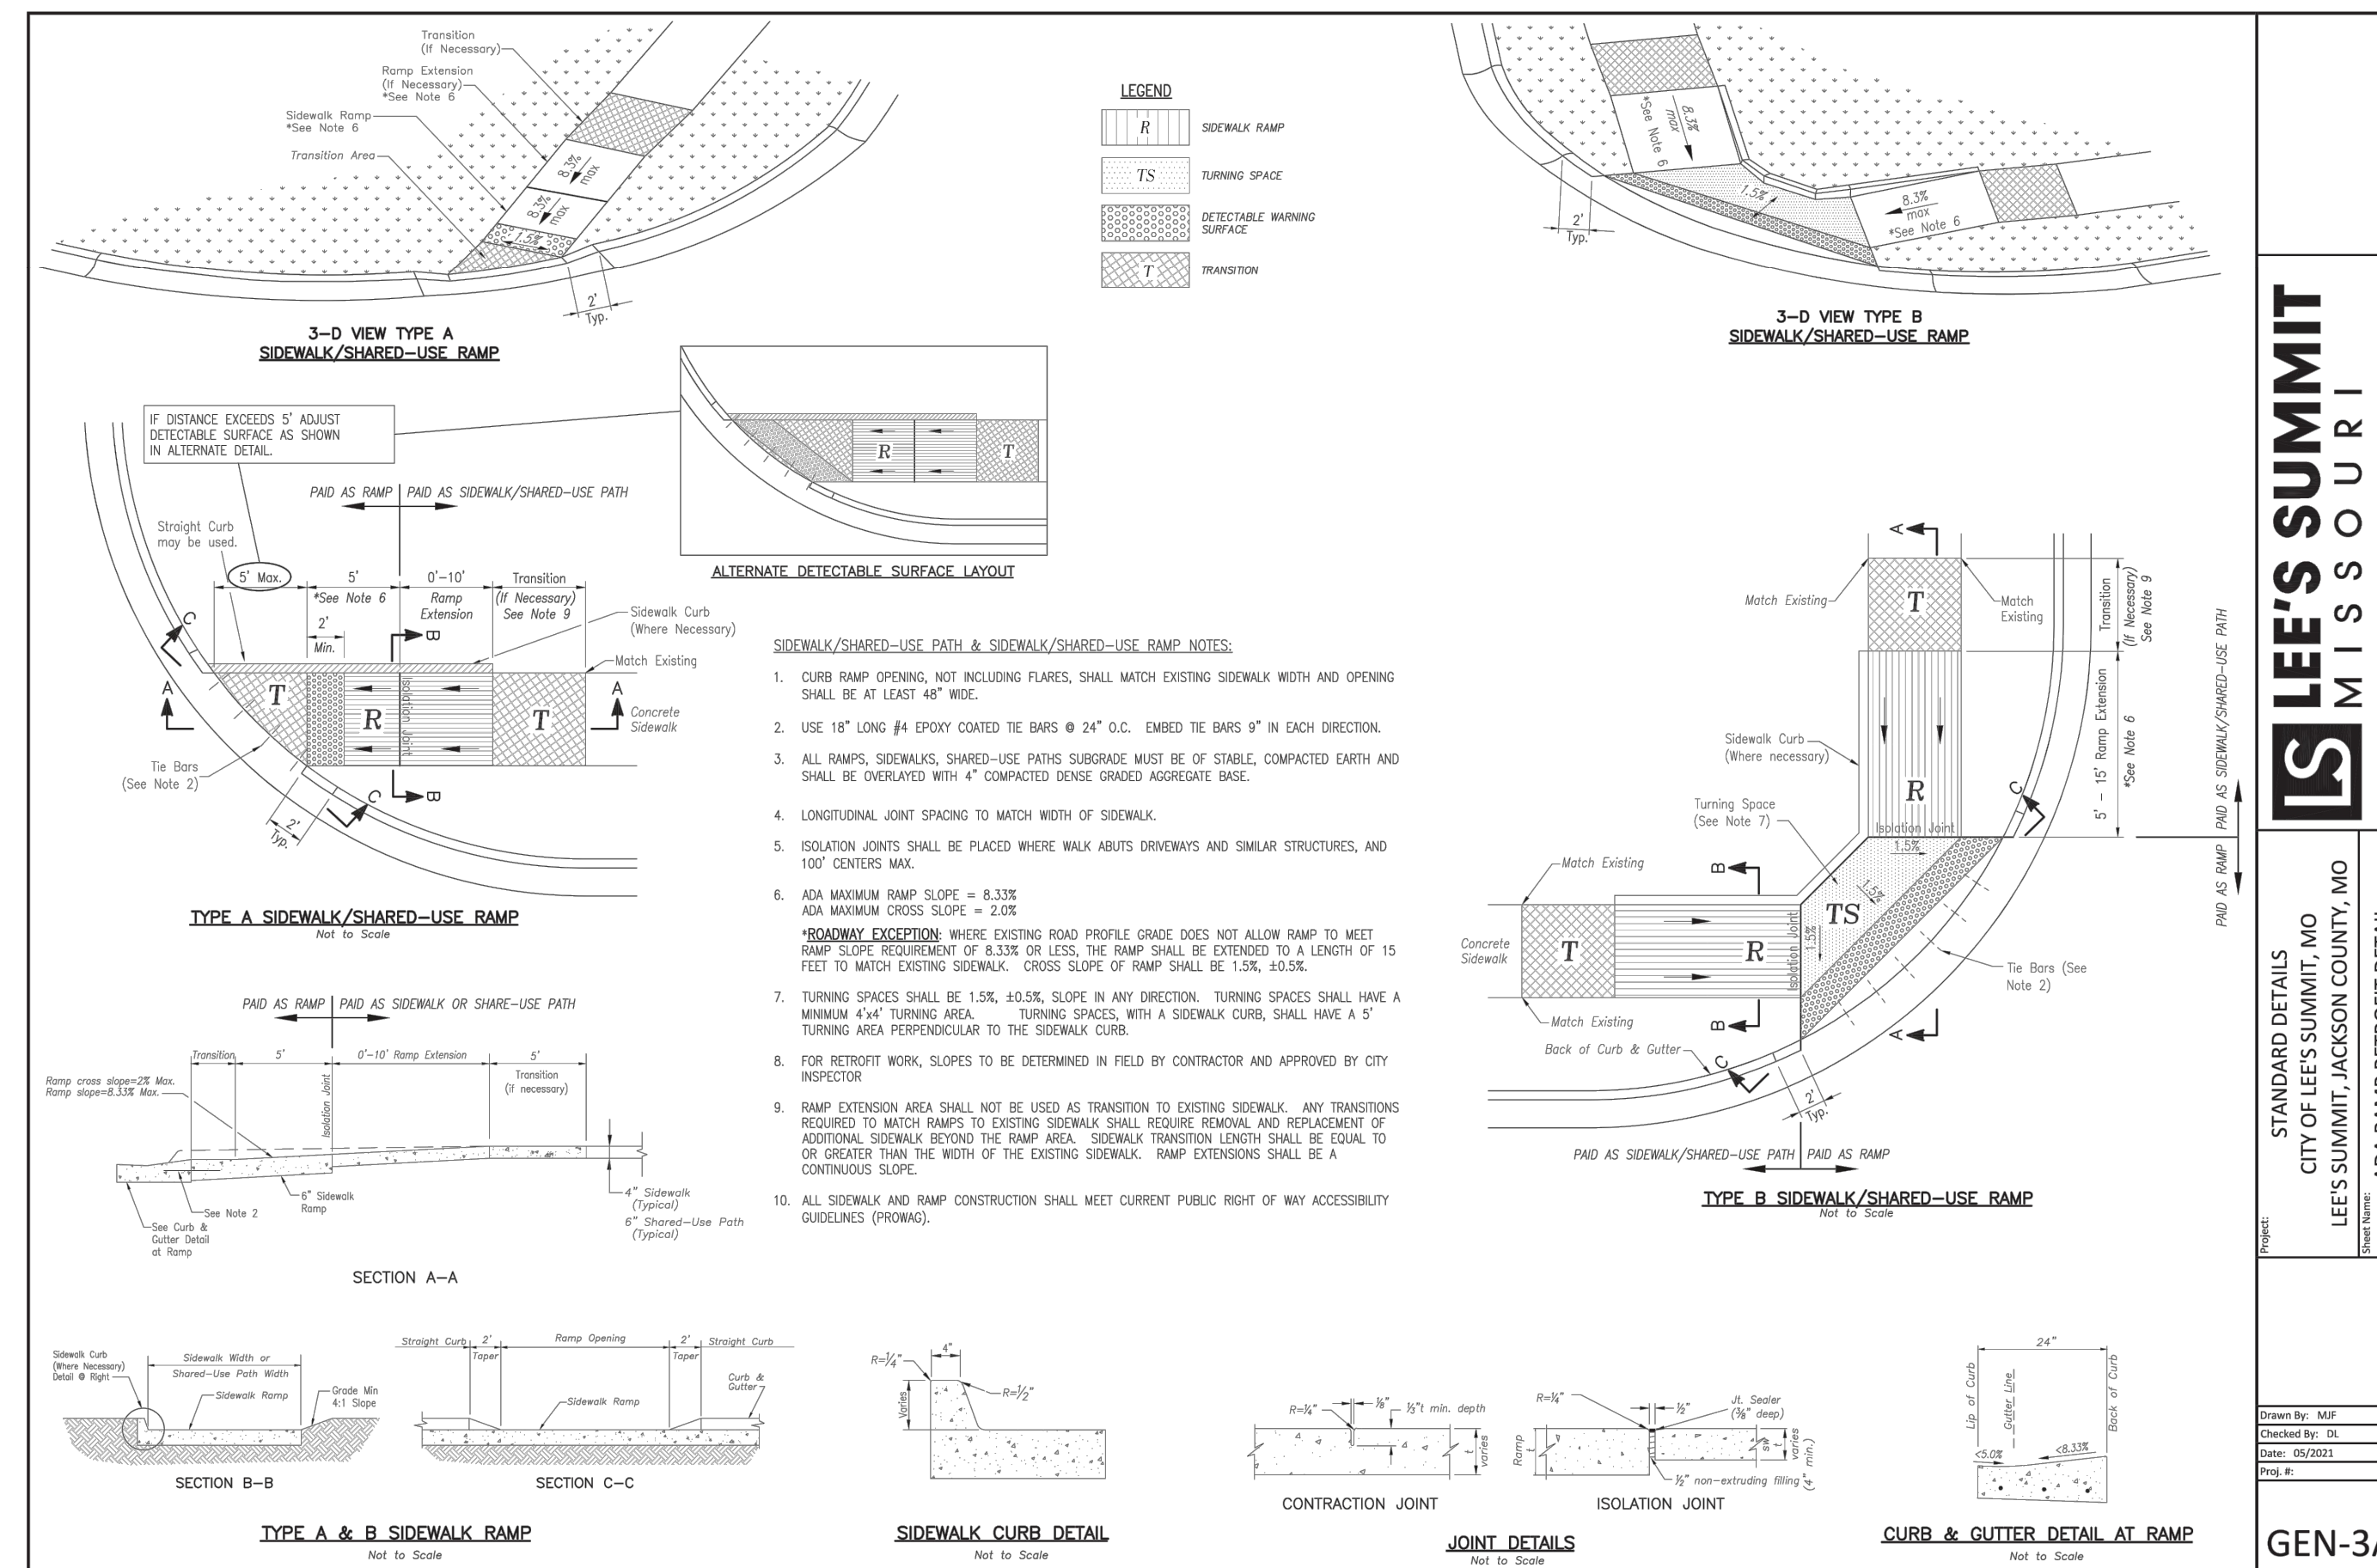 Transition
(If Necessary)
Ramp Extension
(If Necessary)
*See Note 6
Sidewalk Ramp
*See Note 6
Transition Area
8.3%
max
8.3%
max
1.5%
2'
Typ.
3-D VIEW TYPE A
SIDEWALK/SHARED-USE RAMP
LEGEND
R
SIDEWALK RAMP
TS
TURNING SPACE
DETECTABLE WARNING
SURFACE
T
TRANSITION
8.3%
max
*See Note 6
1.5%
8.3%
max
*See Note 6
2'
Typ.
3-D VIEW TYPE B
SIDEWALK/SHARED-USE RAMP
IF DISTANCE EXCEEDS 5' ADJUST
DETECTABLE SURFACE AS SHOWN
IN ALTERNATE DETAIL.
R
T
ALTERNATE DETECTABLE SURFACE LAYOUT
PAID AS RAMP
PAID AS SIDEWALK/SHARED-USE PATH
Straight Curb
may be used.
5' Max.
5'
*See Note 6
0'-10'
Ramp
Extension
Transition
(If Necessary)
See Note 9
2'
Min.
B
Sidewalk Curb
(Where Necessary)
Match Existing
C
A
T
R
Isolation Joint
T
A
Concrete
Sidewalk
Tie Bars
(See Note 2)
C
B
2'
Typ.
TYPE A SIDEWALK/SHARED-USE RAMP
Not to Scale
SIDEWALK/SHARED-USE PATH & SIDEWALK/SHARED-USE RAMP NOTES:
1. CURB RAMP OPENING, NOT INCLUDING FLARES, SHALL MATCH EXISTING SIDEWALK WIDTH AND OPENING
SHALL BE AT LEAST 48" WIDE.
2. USE 18" LONG #4 EPOXY COATED TIE BARS @ 24" O.C. EMBED TIE BARS 9" IN EACH DIRECTION.
3. ALL RAMPS, SIDEWALKS, SHARED-USE PATHS SUBGRADE MUST BE OF STABLE, COMPACTED EARTH AND
SHALL BE OVERLAYED WITH 4" COMPACTED DENSE GRADED AGGREGATE BASE.
4. LONGITUDINAL JOINT SPACING TO MATCH WIDTH OF SIDEWALK.
5. ISOLATION JOINTS SHALL BE PLACED WHERE WALK ABUTS DRIVEWAYS AND SIMILAR STRUCTURES, AND
100' CENTERS MAX.
6. ADA MAXIMUM RAMP SLOPE = 8.33%
ADA MAXIMUM CROSS SLOPE = 2.0%
*ROADWAY EXCEPTION: WHERE EXISTING ROAD PROFILE GRADE DOES NOT ALLOW RAMP TO MEET
RAMP SLOPE REQUIREMENT OF 8.33% OR LESS, THE RAMP SHALL BE EXTENDED TO A LENGTH OF 15
FEET TO MATCH EXISTING SIDEWALK. CROSS SLOPE OF RAMP SHALL BE 1.5%, ±0.5%.
7. TURNING SPACES SHALL BE 1.5%, ±0.5%, SLOPE IN ANY DIRECTION. TURNING SPACES SHALL HAVE A
MINIMUM 4'x4' TURNING AREA. TURNING SPACES, WITH A SIDEWALK CURB, SHALL HAVE A 5'
TURNING AREA PERPENDICULAR TO THE SIDEWALK CURB.
8. FOR RETROFIT WORK, SLOPES TO BE DETERMINED IN FIELD BY CONTRACTOR AND APPROVED BY CITY
INSPECTOR
9. RAMP EXTENSION AREA SHALL NOT BE USED AS TRANSITION TO EXISTING SIDEWALK. ANY TRANSITIONS
REQUIRED TO MATCH RAMPS TO EXISTING SIDEWALK SHALL REQUIRE REMOVAL AND REPLACEMENT OF
ADDITIONAL SIDEWALK BEYOND THE RAMP AREA. SIDEWALK TRANSITION LENGTH SHALL BE EQUAL TO
OR GREATER THAN THE WIDTH OF THE EXISTING SIDEWALK. RAMP EXTENSIONS SHALL BE A
CONTINUOUS SLOPE.
10. ALL SIDEWALK AND RAMP CONSTRUCTION SHALL MEET CURRENT PUBLIC RIGHT OF WAY ACCESSIBILITY
GUIDELINES (PROWAG).
A
Match Existing
T
Match
Existing
Transition
(If Necessary)
See Note 9
5' - 15' Ramp Extension
*See Note 6
PAID AS SIDEWALK/SHARED-USE PATH
PAID AS RAMP
Sidewalk Curb
(Where necessary)
Turning Space
(See Note 7)
R
C
Isolation Joint
1.5%
Match Existing
B
1.5%
TS
1.5%
Isolation Joint
Concrete
Sidewalk
T
R
Tie Bars (See
Note 2)
Match Existing
B
A
Back of Curb & Gutter
C
2'
Typ.
PAID AS SIDEWALK/SHARED-USE PATH
PAID AS RAMP
TYPE B SIDEWALK/SHARED-USE RAMP
Not to Scale
PAID AS RAMP
PAID AS SIDEWALK OR SHARE-USE PATH
Transition
5'
0'-10' Ramp Extension
5'
Transition
(if necessary)
Ramp cross slope=2% Max.
Ramp slope=8.33% Max.
Isolation Joint
6" Sidewalk
Ramp
See Note 2
See Curb &
Gutter Detail
at Ramp
4" Sidewalk
(Typical)
6" Shared-Use Path
(Typical)
SECTION A-A
Sidewalk Curb
(Where Necessary)
Detail @ Right
Sidewalk Width or
Shared-Use Path Width
Sidewalk Ramp
Grade Min
4:1 Slope
SECTION B-B
Straight Curb
2'
Taper
Ramp Opening
2'
Taper
Straight Curb
Curb &
Gutter
Sidewalk Ramp
SECTION C-C
TYPE A & B SIDEWALK RAMP
Not to Scale
4"
R=1/4"
R=1/2"
Varies
SIDEWALK CURB DETAIL
Not to Scale
R=1/4"
1/8"
1/3"t min. depth
t
varies
CONTRACTION JOINT
R=1/4"
1/2"
Jt. Sealer
(3/8" deep)
Ramp
t
SW
t
varies
(4" min.)
1/2" non-extruding filling
ISOLATION JOINT
JOINT DETAILS
Not to Scale
24"
Lip of Curb
Gutter Line
Back of Curb
<5.0%
<8.33%
CURB & GUTTER DETAIL AT RAMP
Not to Scale
LS LEE'S SUMMIT
MISSOURI
Project:
STANDARD DETAILS
CITY OF LEE'S SUMMIT, MO
LEE'S SUMMIT, JACKSON COUNTY, MO
Sheet Name:
Drawn By: MJF
Checked By: DL
Date: 05/2021
Proj. #:
GEN-3